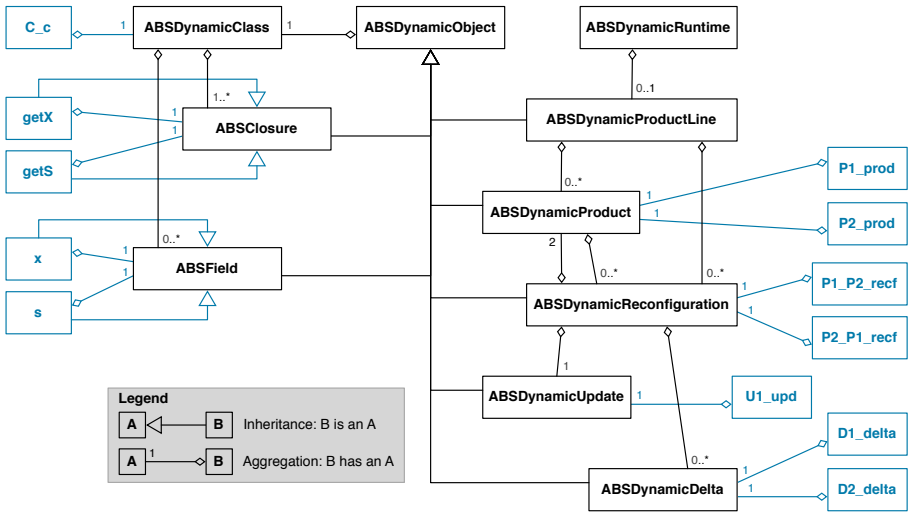 C_c
1
ABSDynamicClass
1
ABSDynamicObject
ABSDynamicRuntime
1..*
0..1
getX
1
1
ABSClosure
ABSDynamicProductLine
getS
0..*
P1_prod
1
ABSDynamicProduct
1
P2_prod
x
0..*
1
2
1
ABSField
0..*
0..*
s
1
P1_P2_recf
ABSDynamicReconfiguration
1
P2_P1_recf
1
ABSDynamicUpdate
1
U1_upd
Legend
A
B
Inheritance: B is an A
A
1
B
Aggregation: B has an A
D1_delta
0..*
1
ABSDynamicDelta
1
D2_delta